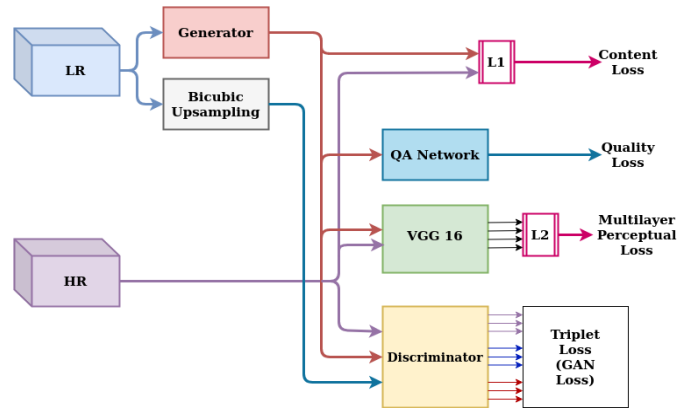 Generator
LR
Bicubic
Upsampling
L1
Content
Loss
QA Network
Quality
Loss
VGG 16
L2
Multilayer
Perceptual
Loss
HR
Discriminator
Triplet
Loss
(GAN
Loss)